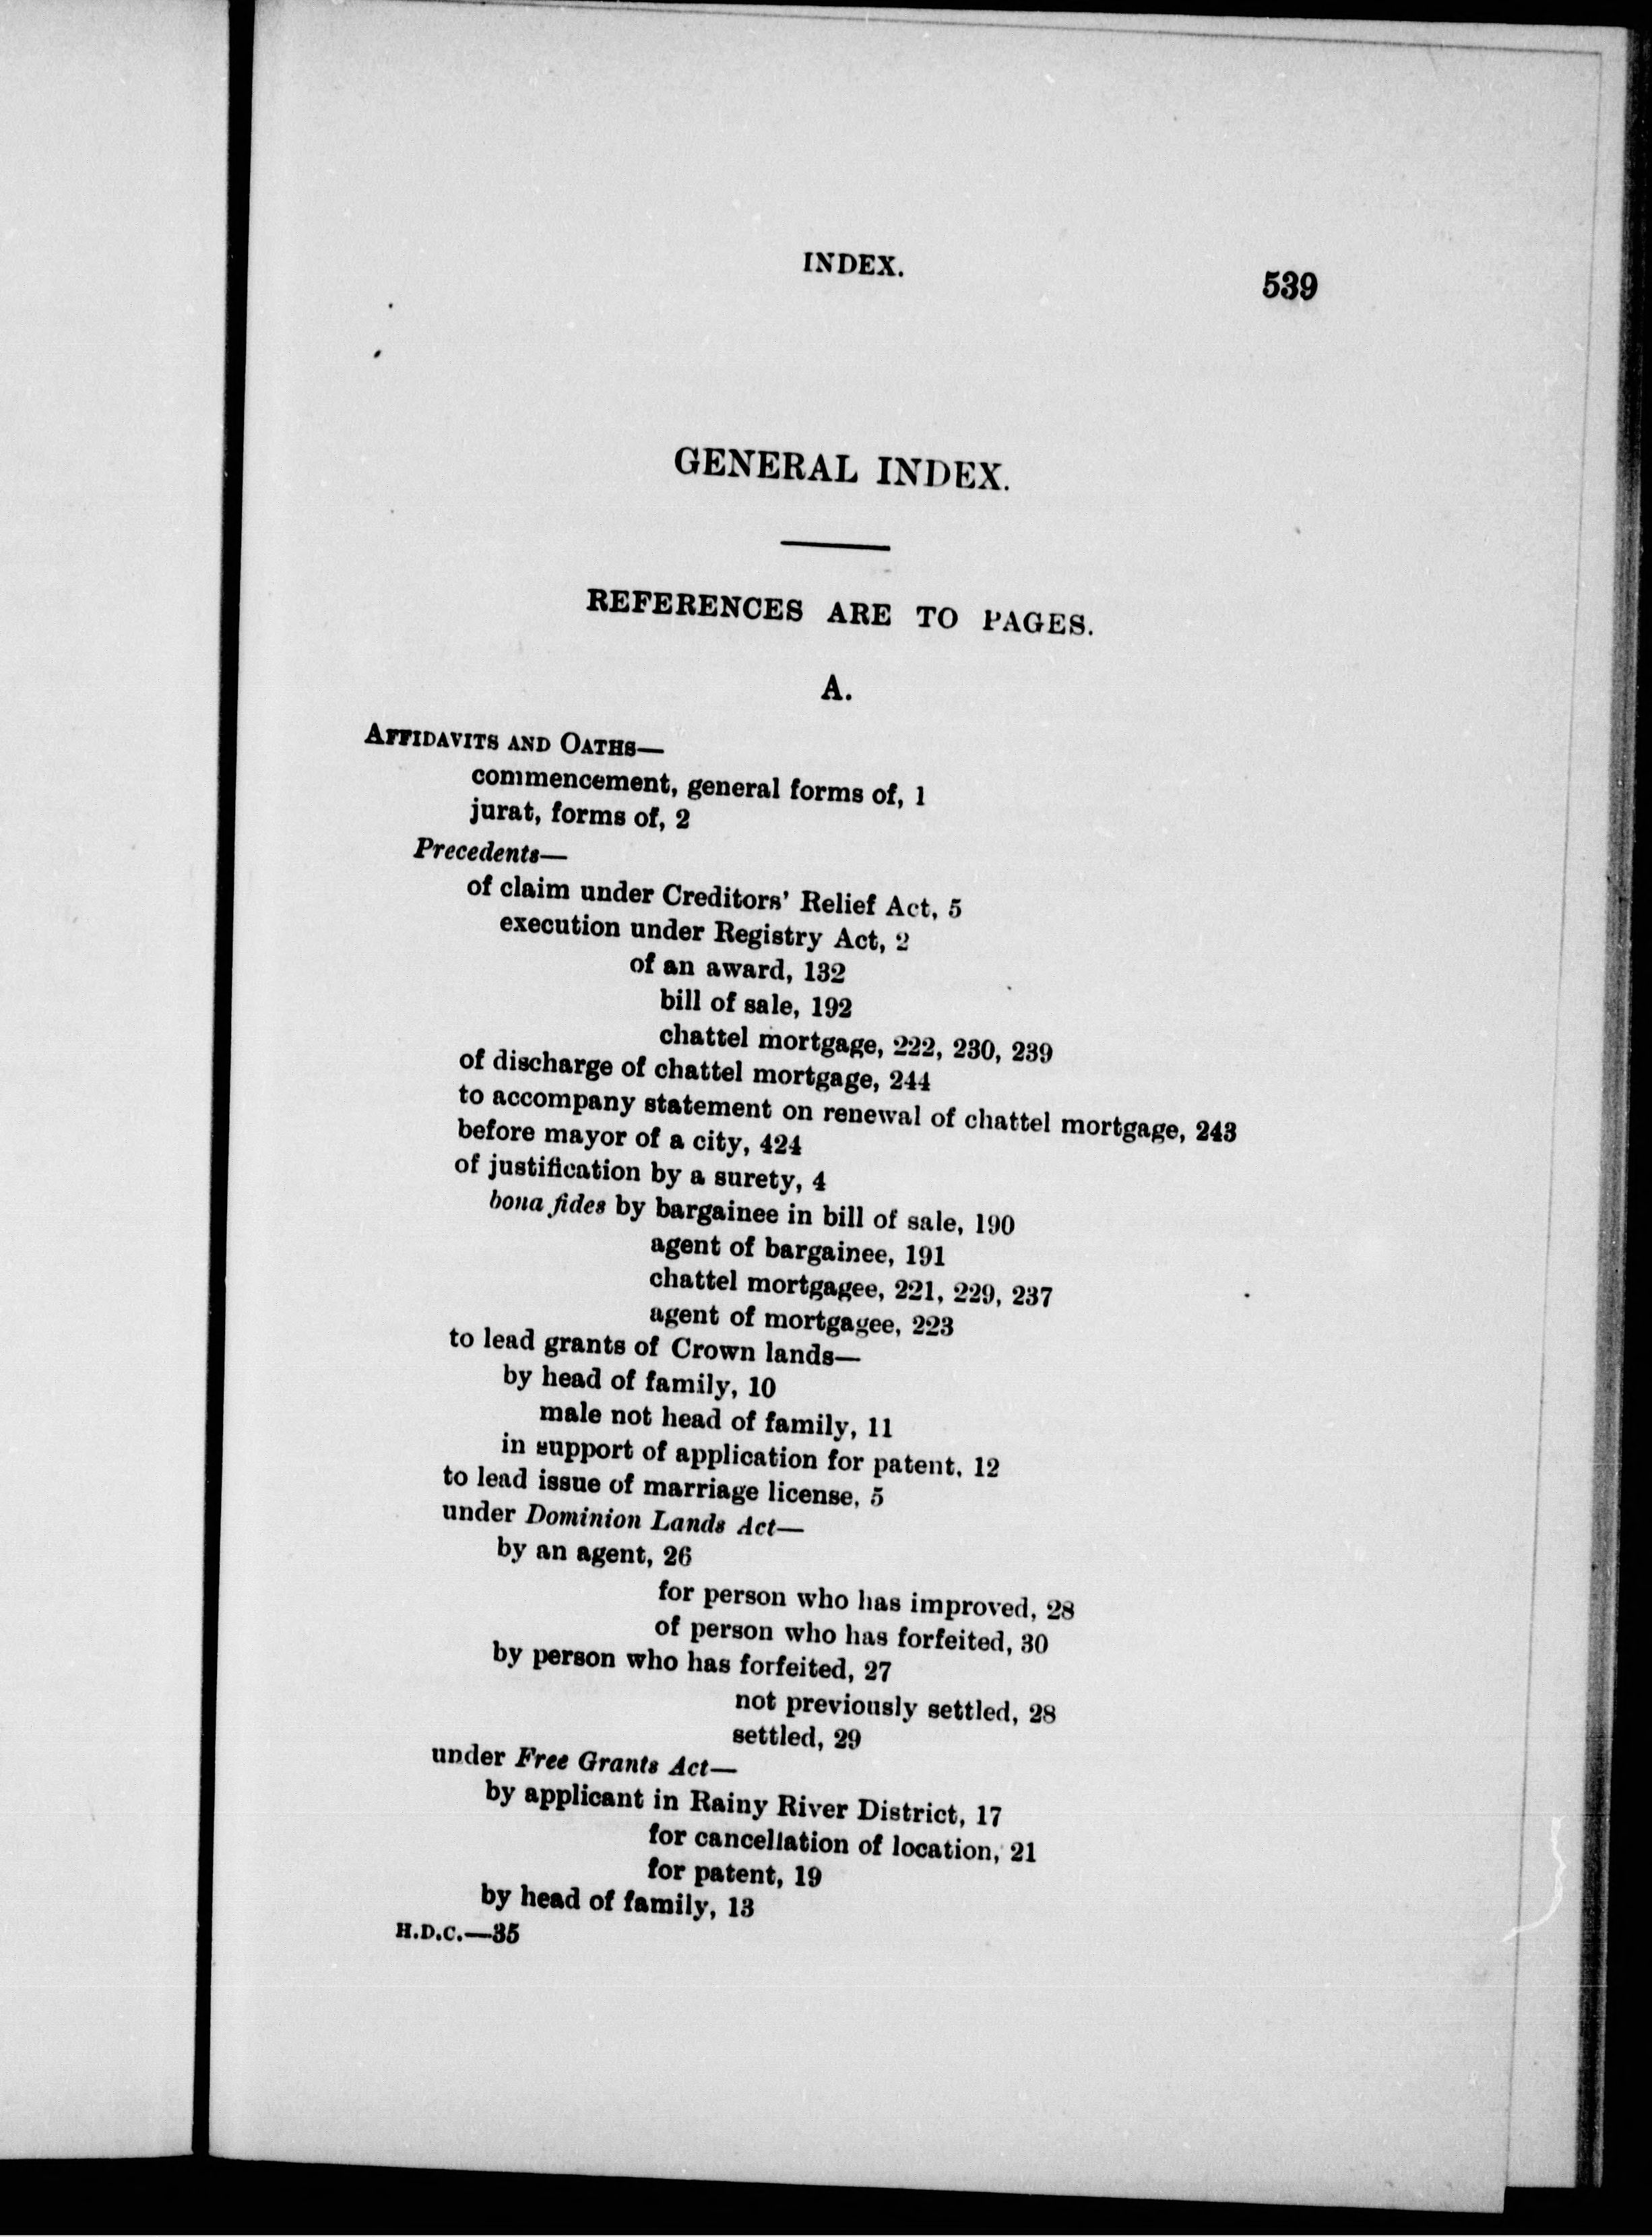 INDEX.
539
GENERAL INDEX.
REFERENCES ARE TO PAGES.
A.
AFFIDAVITS AND OATHS—
commencement, general forms of, 1
jurat, forms of, 2
Precedents—
of claim under Creditors' Relief Act, 5
execution under Registry Act, 2
of an award, 132
bill of sale, 192
chattel mortgage, 222, 230, 239
of discharge of chattel mortgage, 244
to accompany statement on renewal of chattel mortgage, 243
before mayor of a city, 424
of justification by a surety, 4
bona fides by bargainee in bill of sale, 190
agent of bargainee, 191
chattel mortgagee, 221, 229, 237
agent of mortgagee, 223
to lead grants of Crown lands—
by head of family, 10
male not head of family, 11
in support of application for patent, 12
to lead issue of marriage license, 5
under Dominion Lands Act—
by an agent, 26
for person who has improved, 28
of person who has forfeited, 30
by person who has forfeited, 27
not previously settled, 28
settled, 29
under Free Grants Act—
by applicant in Rainy River District, 17
for cancellation of location, 21
for patent, 19
by head of family, 13
H.D.C.—35